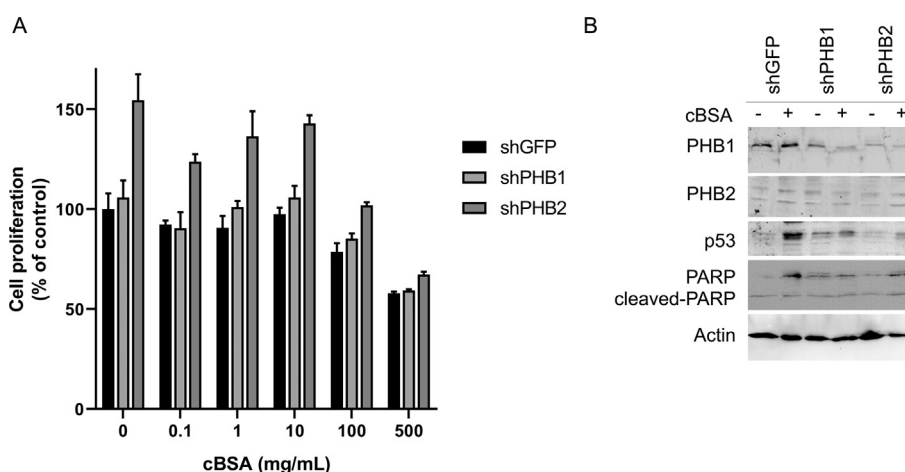 A
150
100
50
0
Cell proliferation
(% of control)
0 0.1 1 10 100 500
cBSA (mg/mL)
shGFP
shPHB1
shPHB2
B
shGFP shPHB1 shPHB2
cBSA - + - + - +
PHB1
PHB2
p53
PARP
cleaved-PARP
Actin